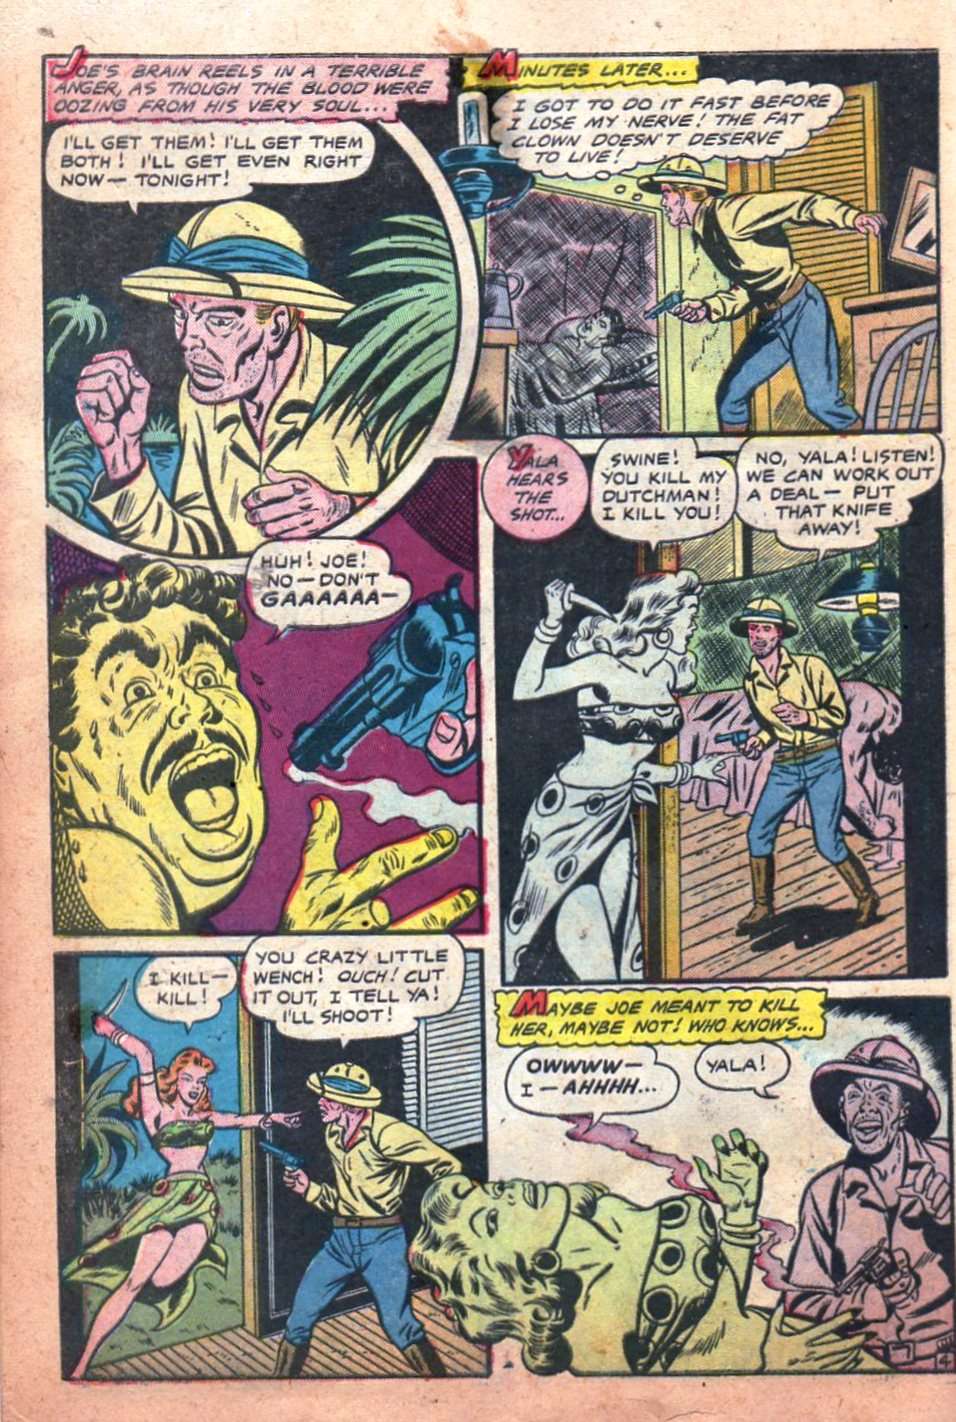 JOE'S BRAIN REELS IN A TERRIBLE
ANGER, AS THOUGH THE BLOOD WERE
OOZING FROM HIS VERY SOUL...
I'LL GET THEM! I'LL GET THEM
BOTH! I'LL GET EVEN RIGHT
NOW— TONIGHT!
MINUTES LATER...
I GOT TO DO IT FAST BEFORE
I LOSE MY NERVE! THE FAT
CLOWN DOESN'T DESERVE
TO LIVE!
HUH! JOE!
NO— DON'T
GAAAAAA—
YALA
HEARS
THE
SHOT...
SWINE!
YOU KILL MY
DUTCHMAN!
I KILL YOU!
NO, YALA! LISTEN!
WE CAN WORK OUT
A DEAL— PUT
THAT KNIFE
AWAY!
I KILL—
KILL!
YOU CRAZY LITTLE
WENCH! OUCH! CUT
IT OUT, I TELL YA!
I'LL SHOOT!
MAYBE JOE MEANT TO KILL
HER, MAYBE NOT! WHO KNOWS...
OWWWW—
I— AHHHH...
YALA!
4